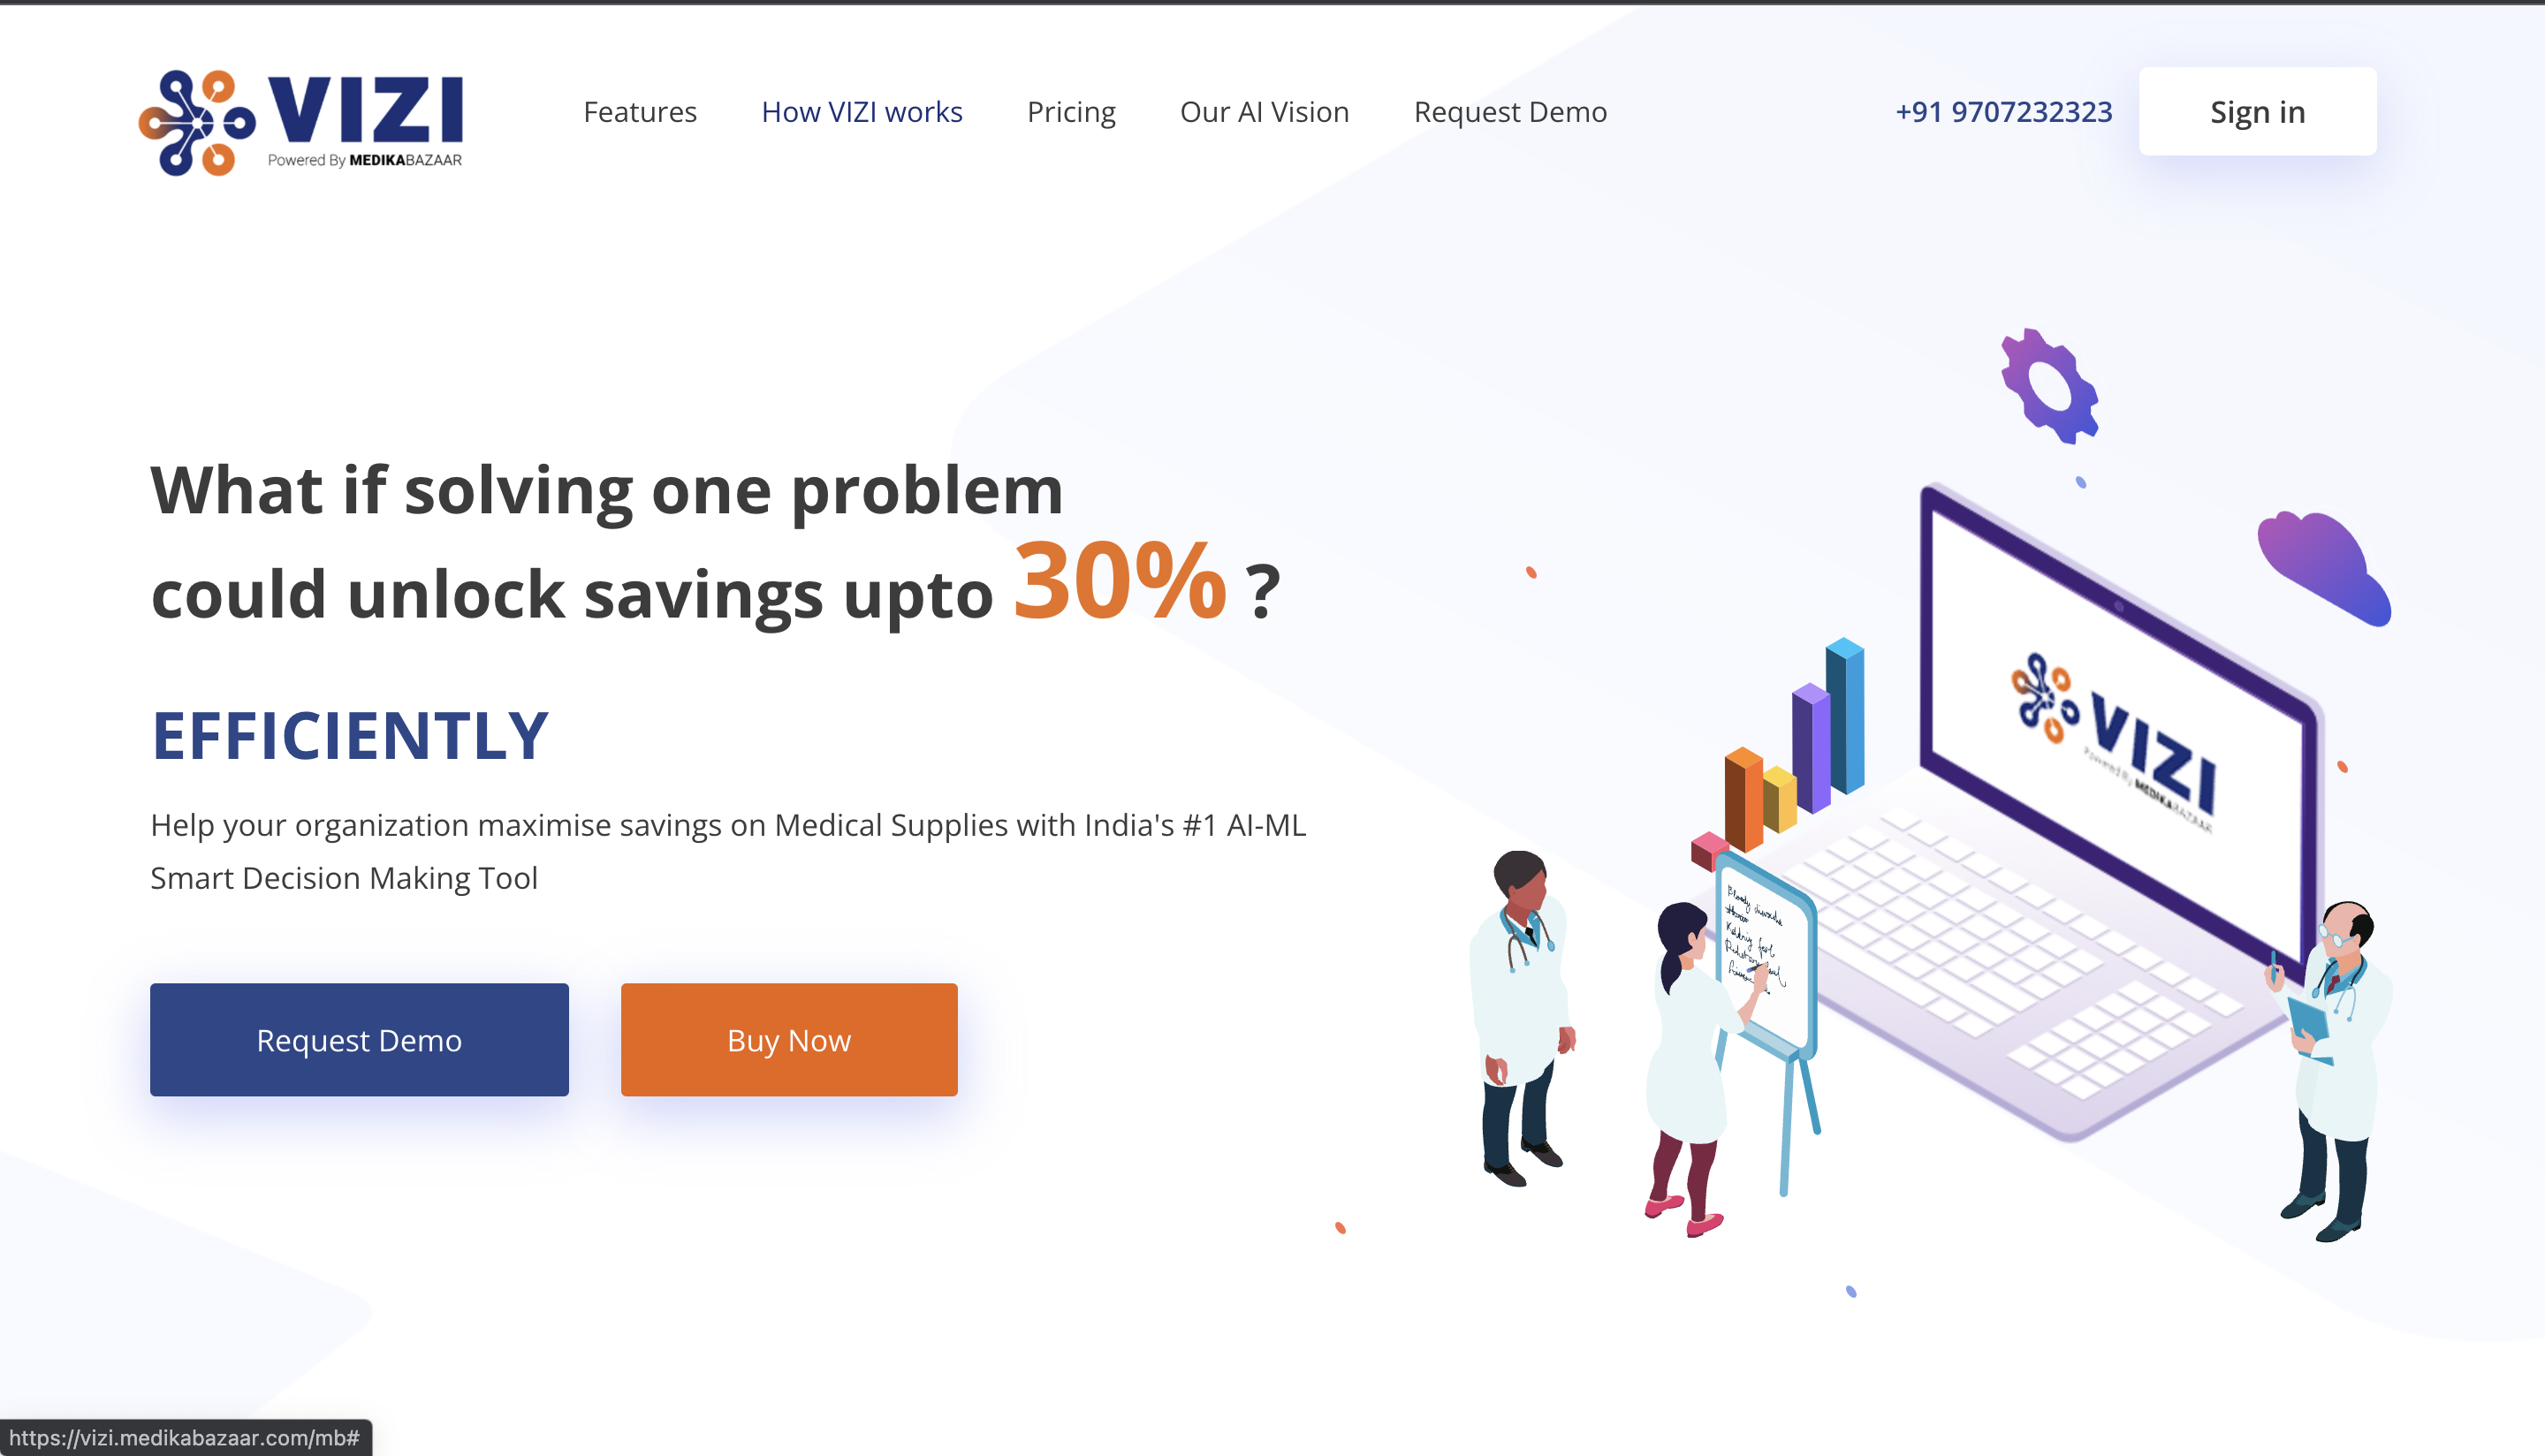 VIZI
Powered By MEDIKABAZAAR
Features
How VIZI works
Pricing
Our AI Vision
Request Demo
+91 9707232323
Sign in
What if solving one problem
could unlock savings upto 30% ?
EFFICIENTLY
Help your organization maximise savings on Medical Supplies with India's #1 AI-ML
Smart Decision Making Tool
Request Demo
Buy Now
VIZI
Powered By MEDIKABAZAAR
https://vizi.medikabazaar.com/mb#